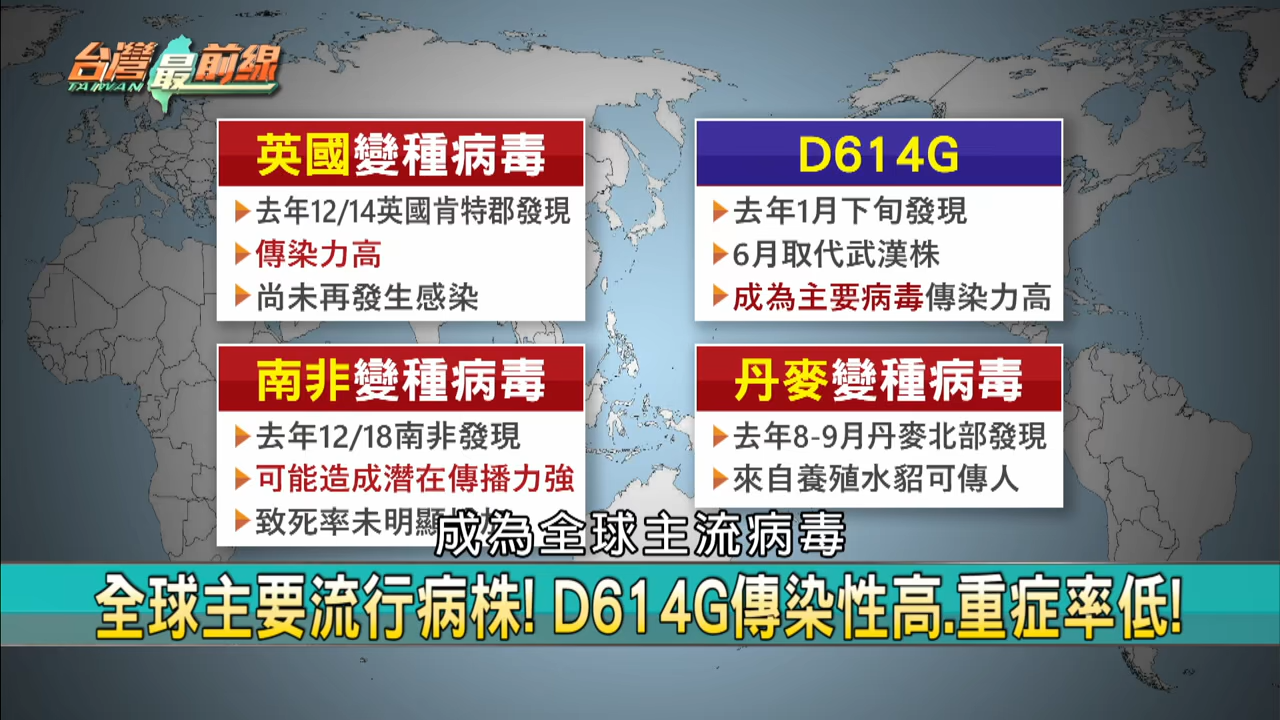 台灣最前線
TAIWAN
英國變種病毒
去年12/14英國肯特郡發現
傳染力高
尚未再發生感染
D614G
去年1月下旬發現
6月取代武漢株
成為主要病毒傳染力高
南非變種病毒
去年12/18南非發現
可能造成潛在傳播力強
致死率未明顯
丹麥變種病毒
去年8-9月丹麥北部發現
來自養殖水貂可傳人
成為全球主流病毒
全球主要流行病株! D614G傳染性高.重症率低!